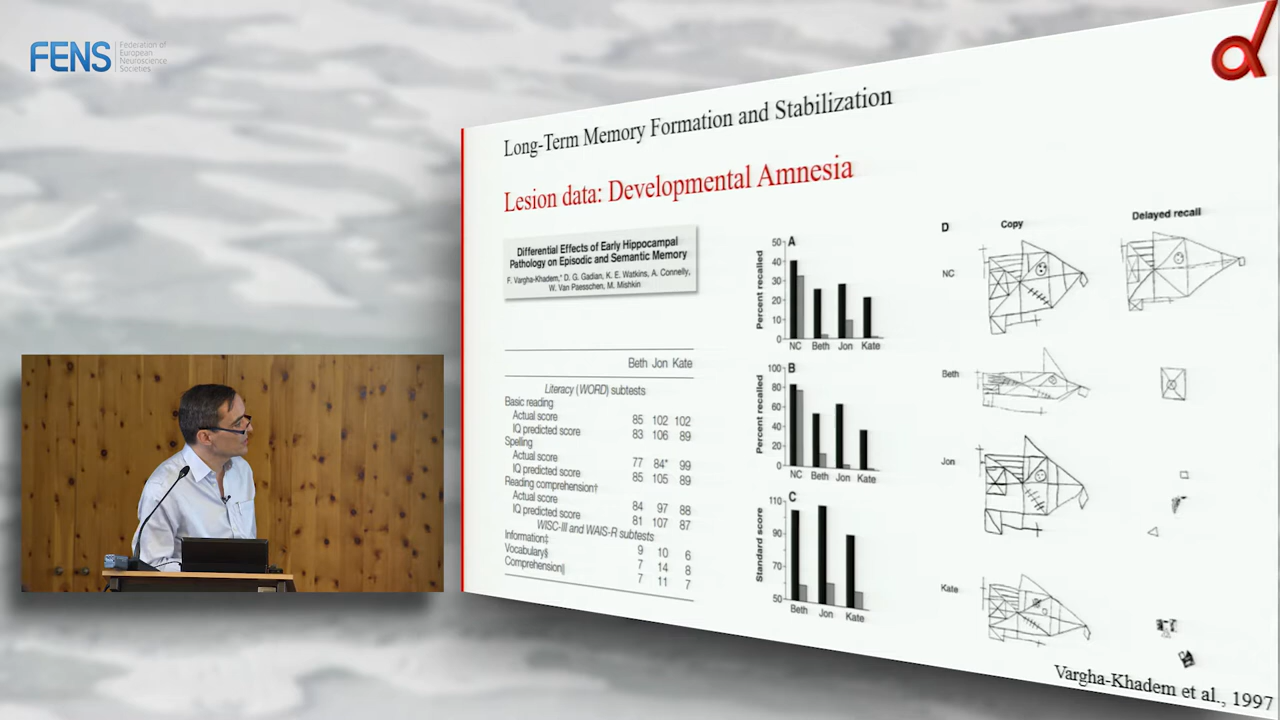 FENS
Federation of
European
Neuroscience
Societies
Long-Term Memory Formation and Stabilization
Lesion data: Developmental Amnesia
Differential Effects of Early Hippocampal
Pathology on Episodic and Semantic Memory
F. Vargha-Khadem,* D. G. Gadian, K. E. Watkins, A. Connelly,
W. Van Paesschen, M. Mishkin
Beth Jon Kate
Literacy (WORD) subtests
Basic reading
Actual score 85 102 102
IQ predicted score 83 106 89
Spelling
Actual score 77 84* 99
IQ predicted score 85 105 89
Reading comprehension†
Actual score 84 97 88
IQ predicted score 81 107 87
WISC-III and WAIS-R subtests
Information‡ 9 10 6
Vocabulary§ 7 14 8
Comprehension|| 7 11 7
A
Percent recalled
50
40
30
20
10
0
NC Beth Jon Kate
B
Percent recalled
100
80
60
40
20
0
NC Beth Jon Kate
C
Standard score
110
90
70
50
Beth Jon Kate
D
Copy
Delayed recall
NC
Beth
Jon
Kate
Vargha-Khadem et al., 1997